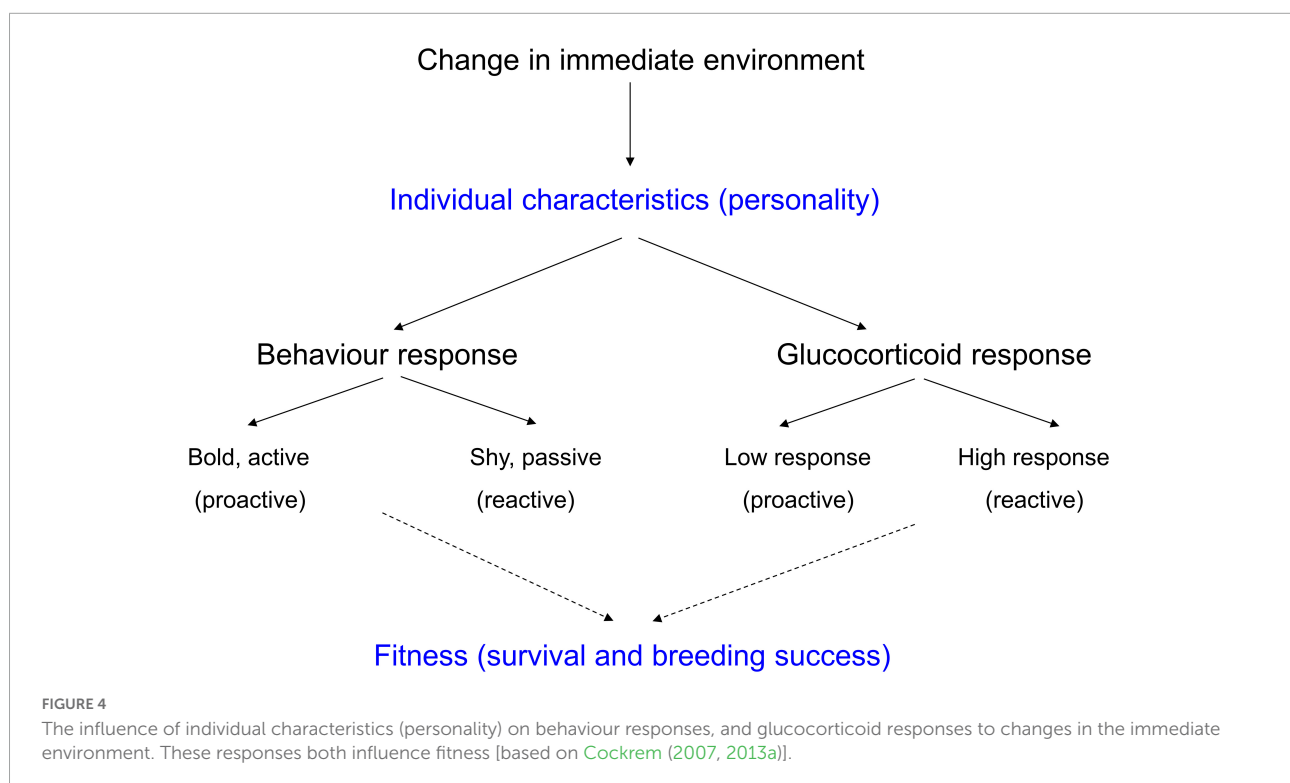 Change in immediate environment
Individual characteristics (personality)
Behaviour response
Glucocorticoid response
Bold, active
(proactive)
Shy, passive
(reactive)
Low response
(proactive)
High response
(reactive)
Fitness (survival and breeding success)
FIGURE 4
The influence of individual characteristics (personality) on behaviour responses, and glucocorticoid responses to changes in the immediate
environment. These responses both influence fitness [based on Cockrem (2007, 2013a)].